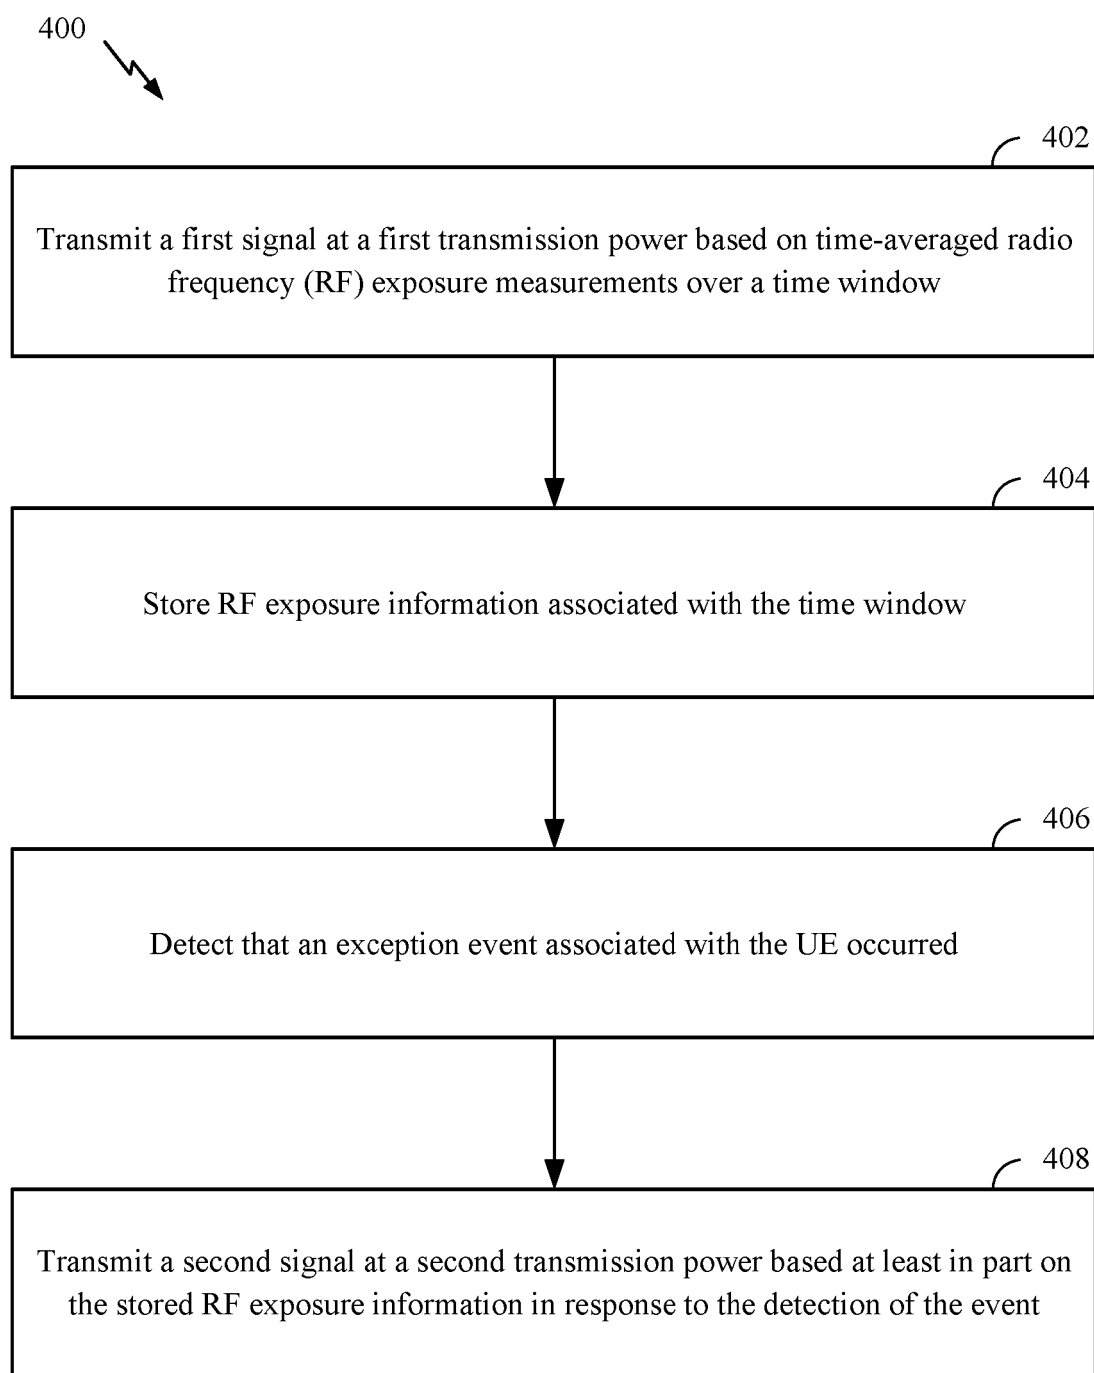 400
402
Transmit a first signal at a first transmission power based on time-averaged radio
frequency (RF) exposure measurements over a time window
404
Store RF exposure information associated with the time window
406
Detect that an exception event associated with the UE occurred
408
Transmit a second signal at a second transmission power based at least in part on
the stored RF exposure information in response to the detection of the event